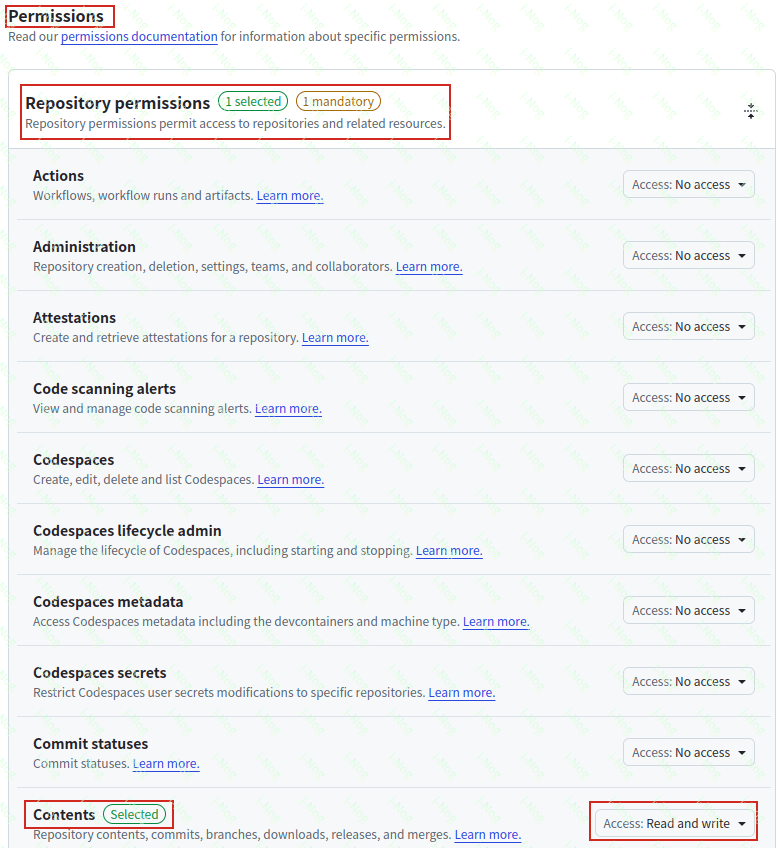 Permissions
Read our permissions documentation for information about specific permissions.
Repository permissions 1 selected 1 mandatory
Repository permissions permit access to repositories and related resources.
Actions
Workflows, workflow runs and artifacts. Learn more.
Access: No access
Administration
Repository creation, deletion, settings, teams, and collaborators. Learn more.
Access: No access
Attestations
Create and retrieve attestations for a repository. Learn more.
Access: No access
Code scanning alerts
View and manage code scanning alerts. Learn more.
Access: No access
Codespaces
Create, edit, delete and list Codespaces. Learn more.
Access: No access
Codespaces lifecycle admin
Manage the lifecycle of Codespaces, including starting and stopping. Learn more.
Access: No access
Codespaces metadata
Access Codespaces metadata including the devcontainers and machine type. Learn more.
Access: No access
Codespaces secrets
Restrict Codespaces user secrets modifications to specific repositories. Learn more.
Access: No access
Commit statuses
Commit statuses. Learn more.
Access: No access
Contents Selected
Repository contents, commits, branches, downloads, releases, and merges. Learn more.
Access: Read and write